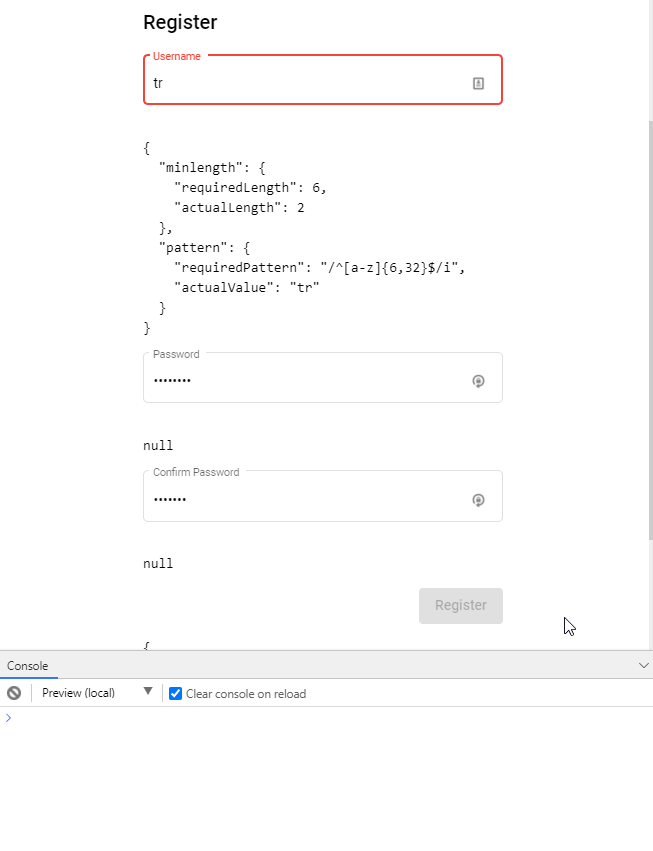 Register
Username
tr
{
  "minlength": {
    "requiredLength": 6,
    "actualLength": 2
  },
  "pattern": {
    "requiredPattern": "/^[a-z]{6,32}$/i",
    "actualValue": "tr"
  }
}
Password
••••••••
null
Confirm Password
•••••••
null
Register
{
Console
Preview (local)
Clear console on reload